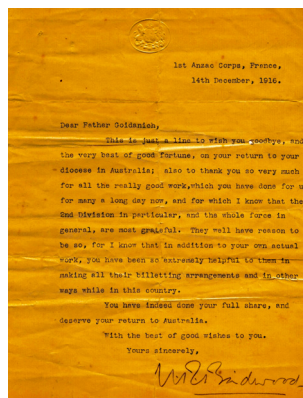 1st Anzac Corps, France,
14th December, 1916.
Dear Father Goidanich,
This is just a line to wish you goodbye, and
the very best of good fortune, on your return to your
diocese in Australia; also to thank you so very much
for all the really good work, which you have done for u
for many a long day now, and for which I know that the
2nd Division in particular, and the whole force in
general, are most grateful. They well have reason to
be so, for I know that in addition to your own actual
work, you have been so extremely helpful to them in
making all their billetting arrangements and in other
ways while in this country.
You have indeed done your full share, and
deserve your return to Australia.
With the best of good wishes to you.
Yours sincerely,
W R Birdwood.